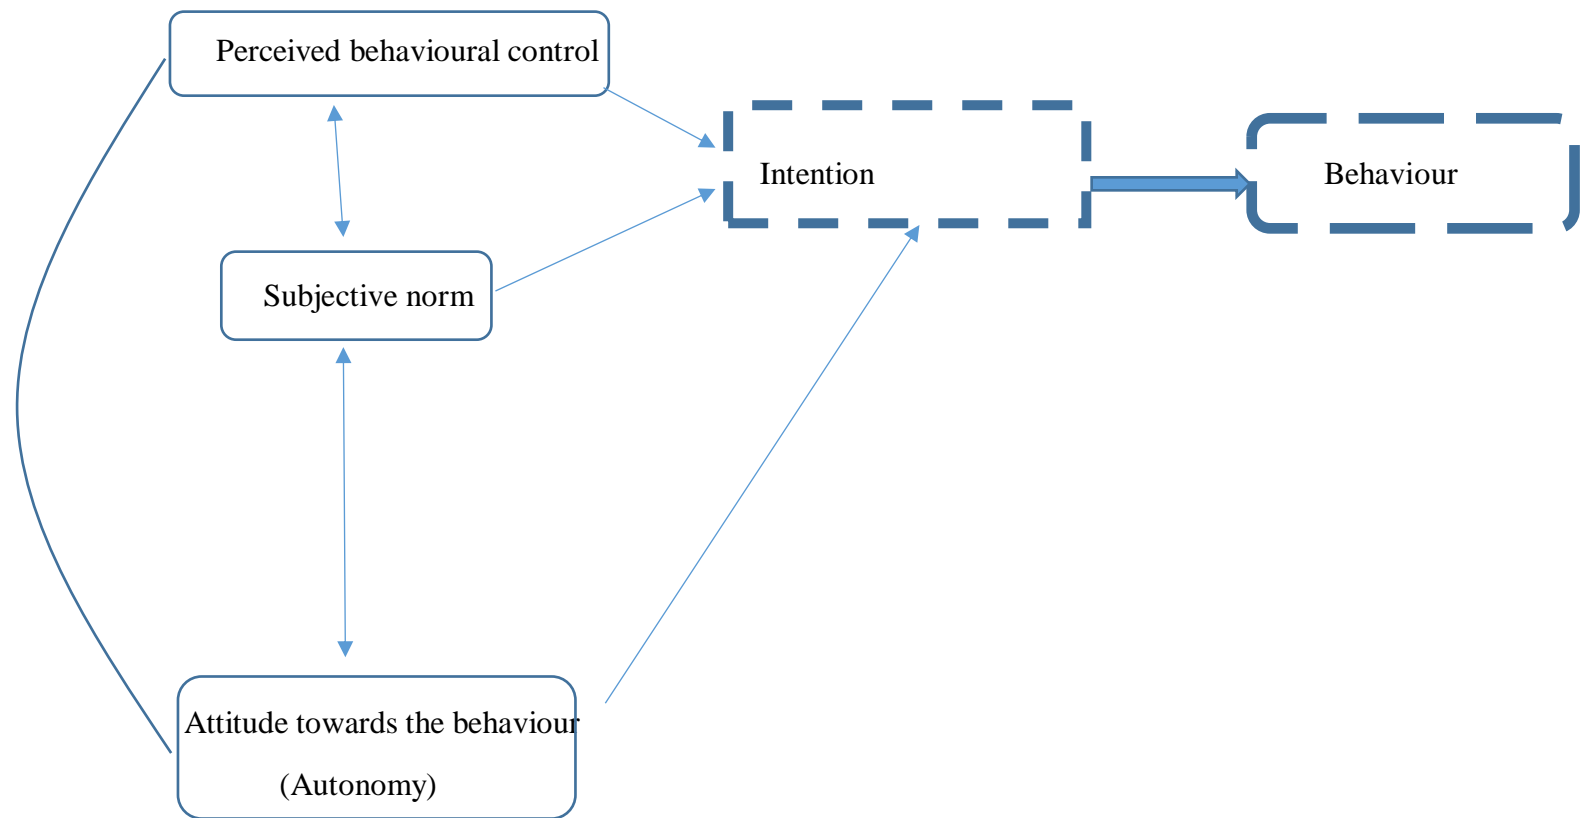 Perceived behavioural control
Intention
Behaviour
Subjective norm
Attitude towards the behaviour
(Autonomy)